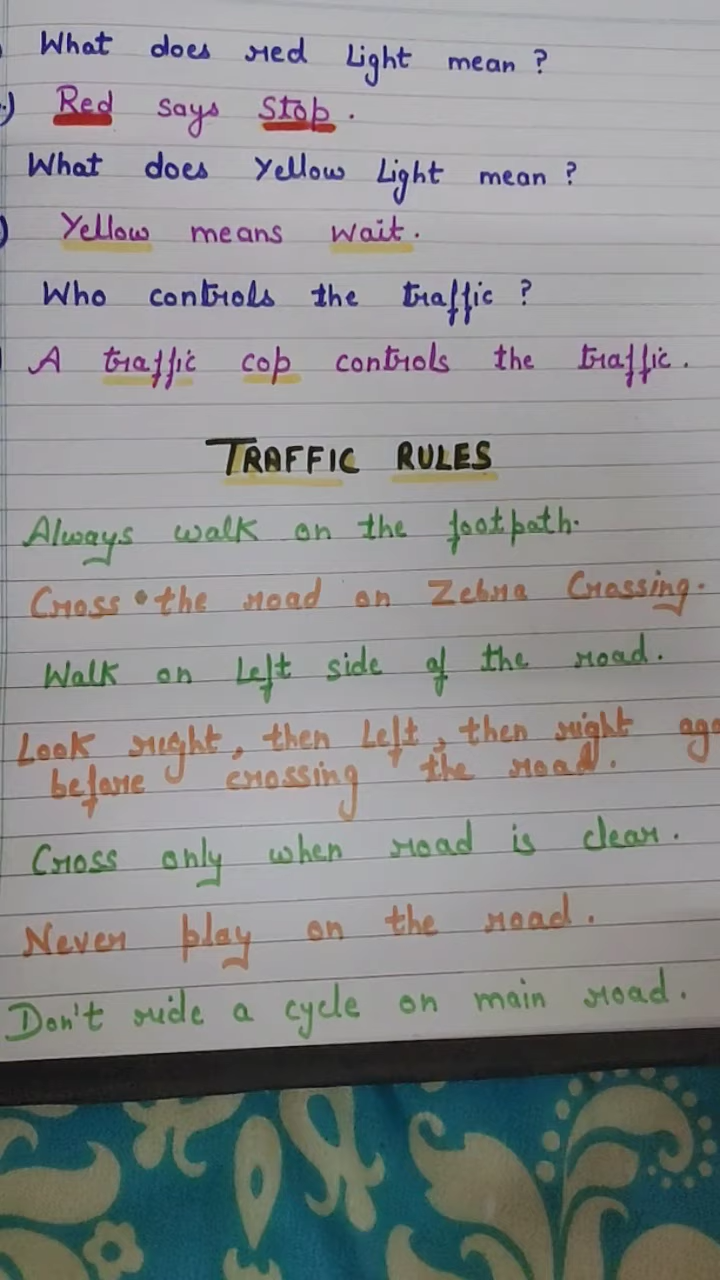 What does red Light mean ?
) Red says Stop.
What does Yellow Light mean ?
) Yellow means wait.
Who controls the traffic ?
A traffic cop controls the traffic.
TRAFFIC RULES
Always walk on the footpath.
Cross the road on Zebra Crossing.
Walk on Left side of the road.
Look right, then Left, then right aga
before crossing the road.
Cross only when road is clear.
Never play on the road.
Don't ride a cycle on main road.